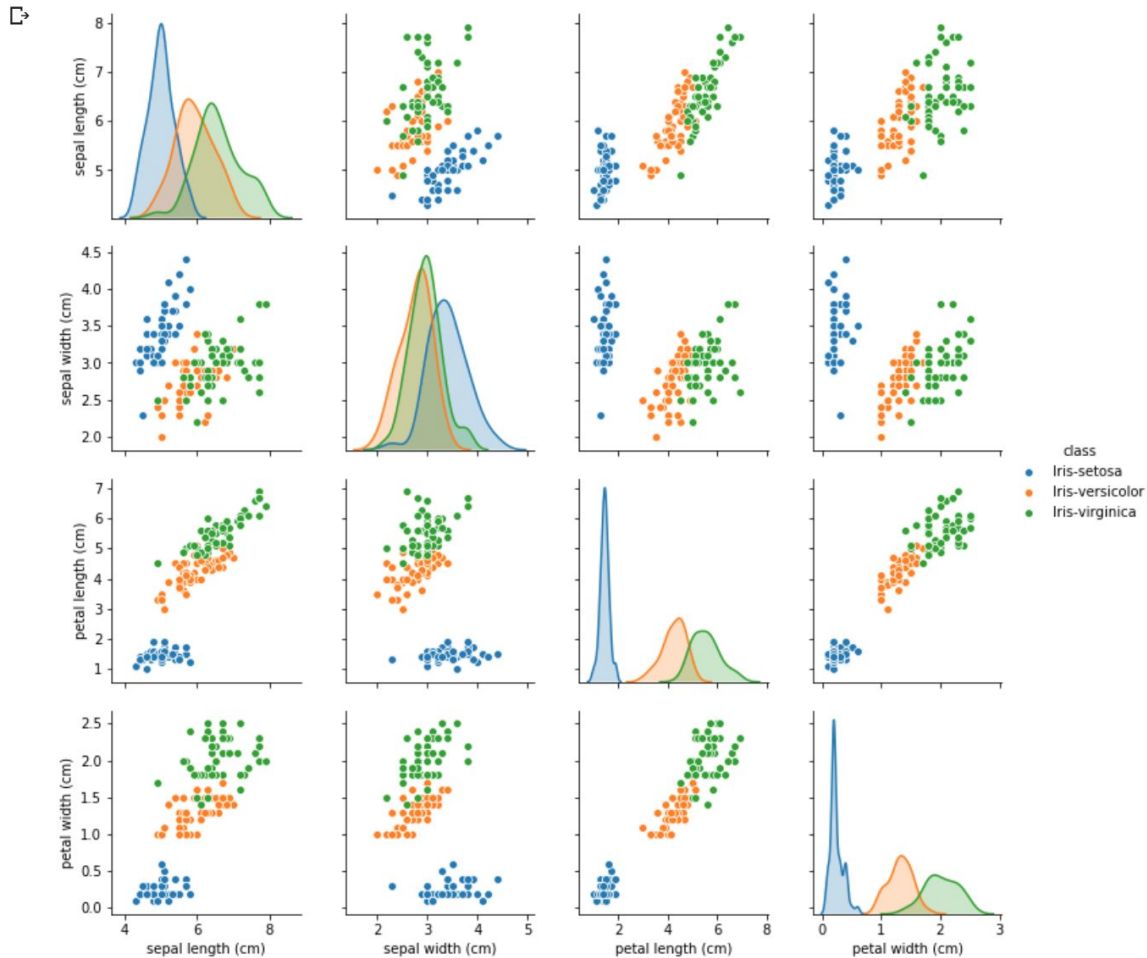 8
7
6
5
sepal length (cm)
4.5
4.0
3.5
3.0
2.5
2.0
sepal width (cm)
class
Iris-setosa
Iris-versicolor
Iris-virginica
7
6
5
4
3
2
1
petal length (cm)
2.5
2.0
1.5
1.0
0.5
0.0
petal width (cm)
4 6 8 2 3 4 5 2 4 6 8 0 1 2 3
sepal length (cm) sepal width (cm) petal length (cm) petal width (cm)